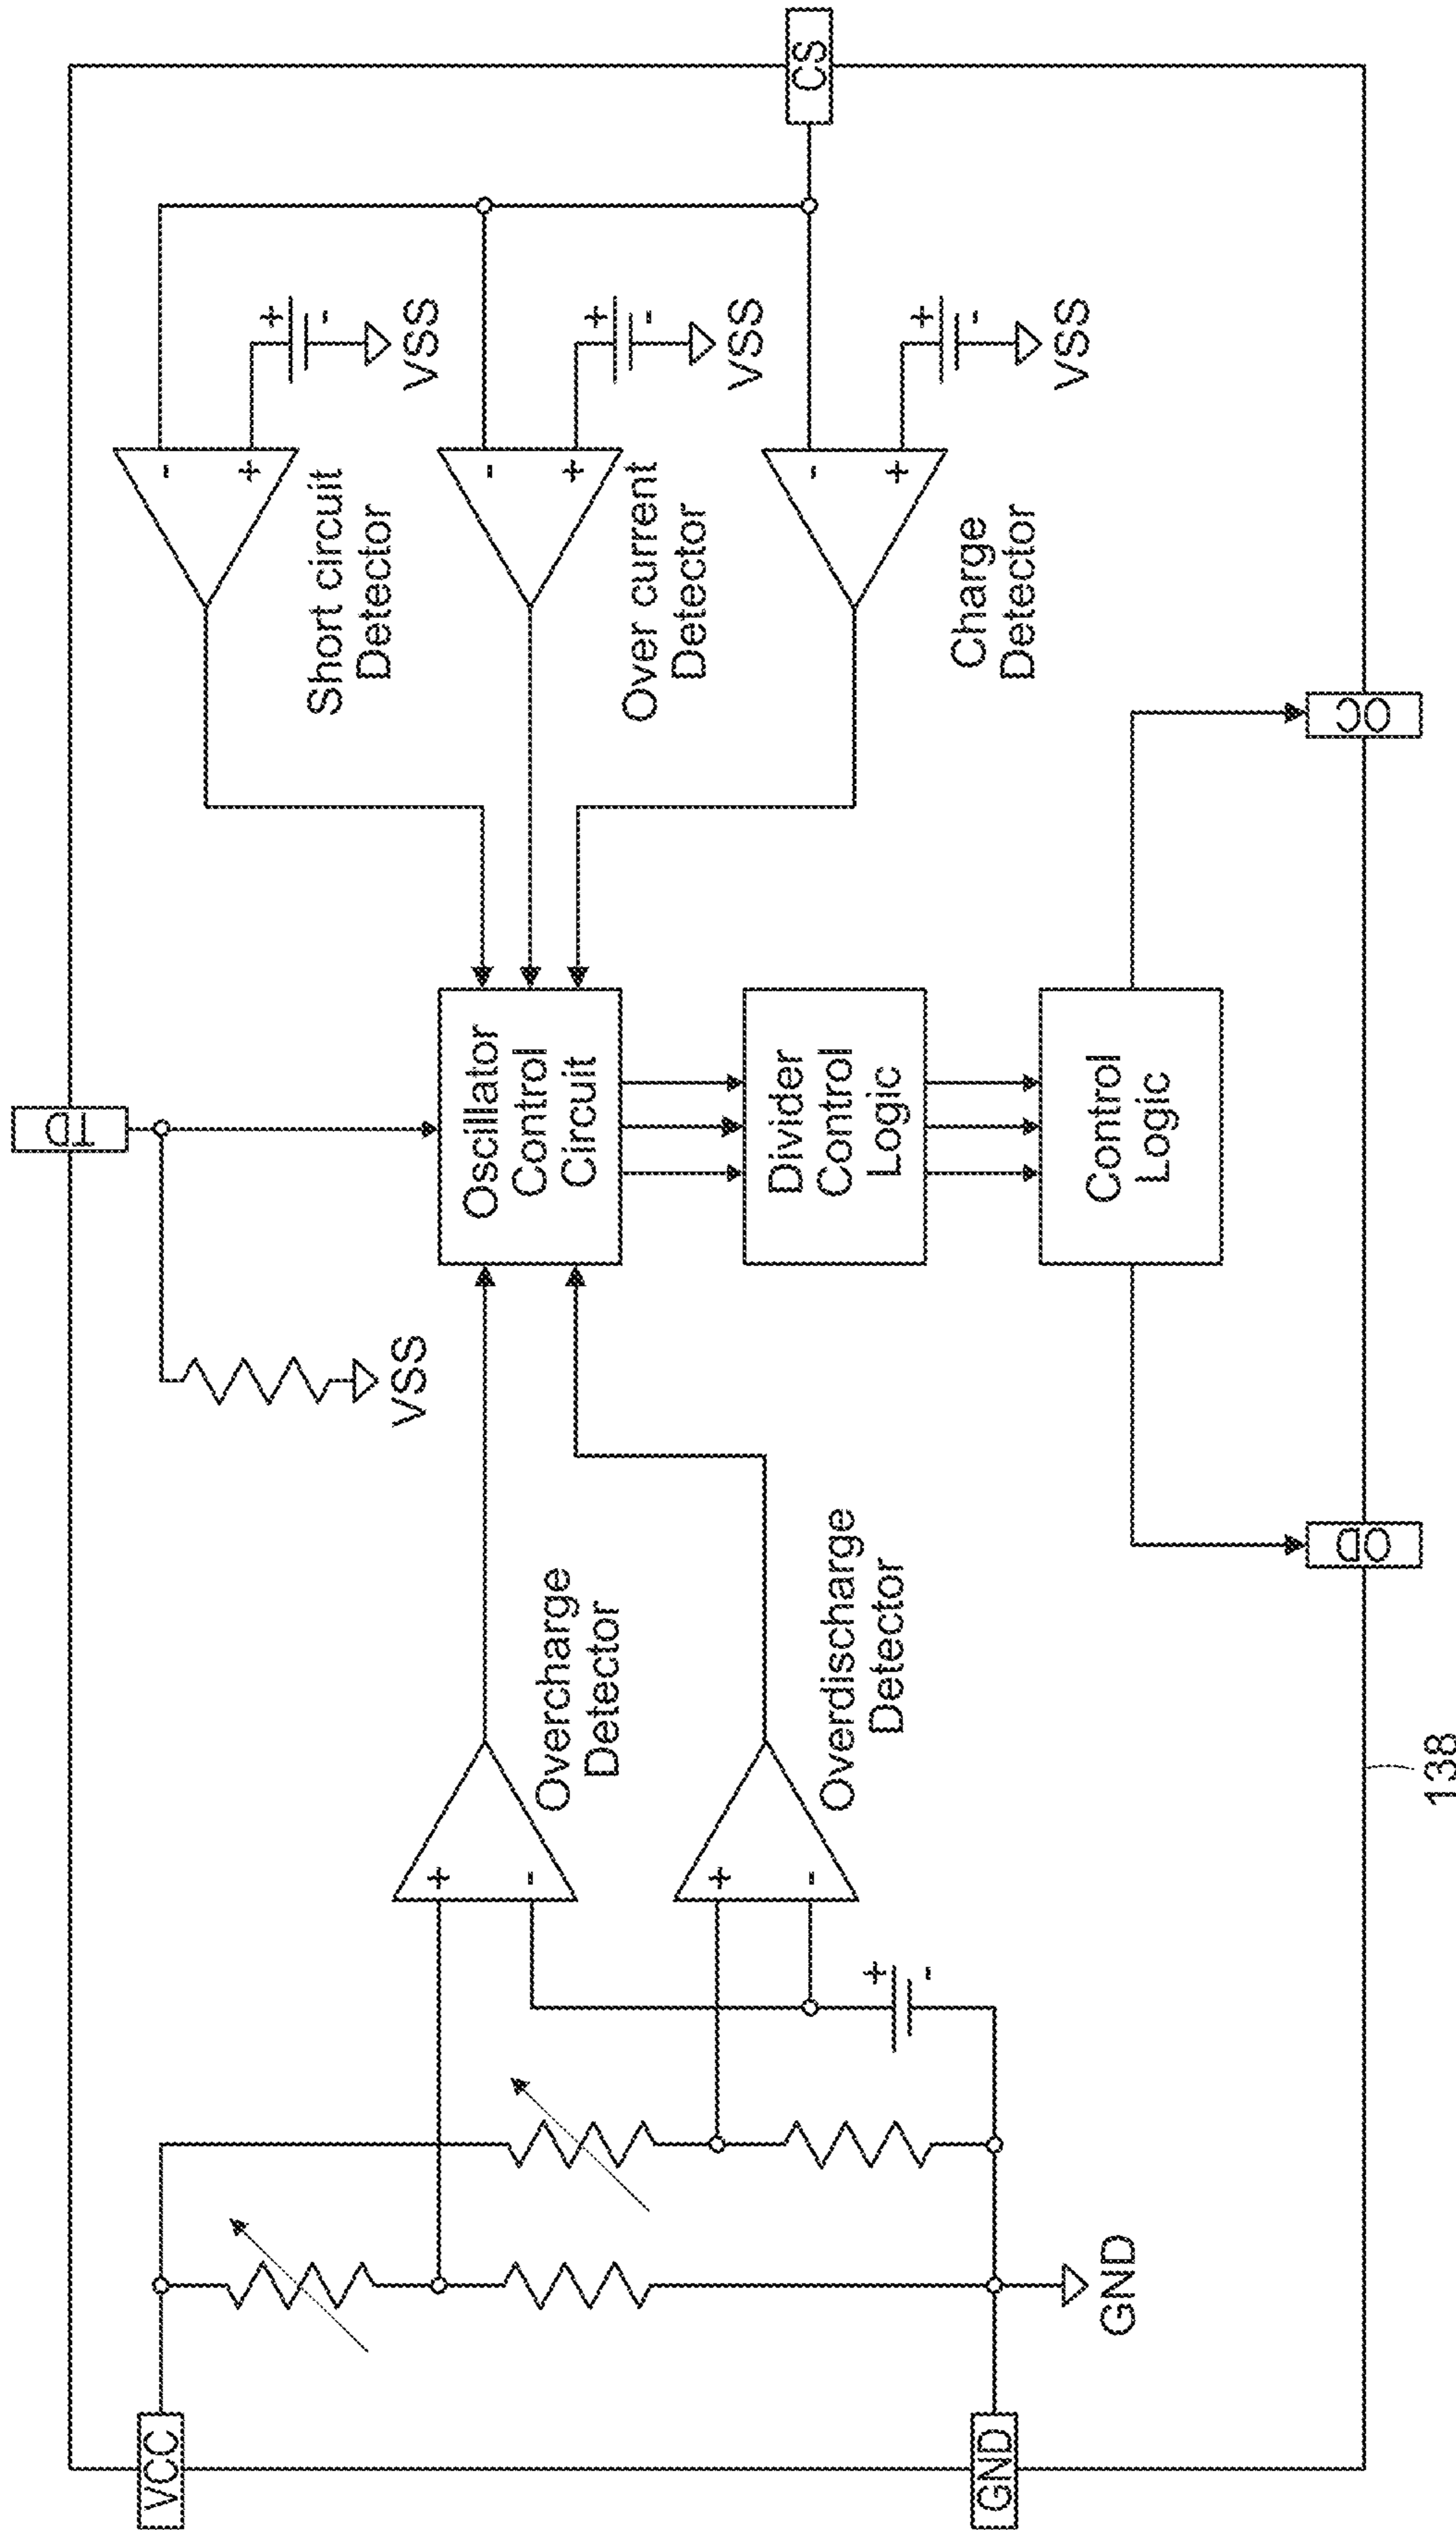 TD
VCC
VSS
+
-
Overcharge
Detector
+
-
Overdischarge
Detector
+
-
GND
GND
Oscillator
Control
Circuit
Divider
Control
Logic
Control
Logic
-
+
Short circuit
Detector
+
-
VSS
-
+
Over current
Detector
+
-
VSS
-
+
Charge
Detector
+
-
VSS
CS
OD
OC
138